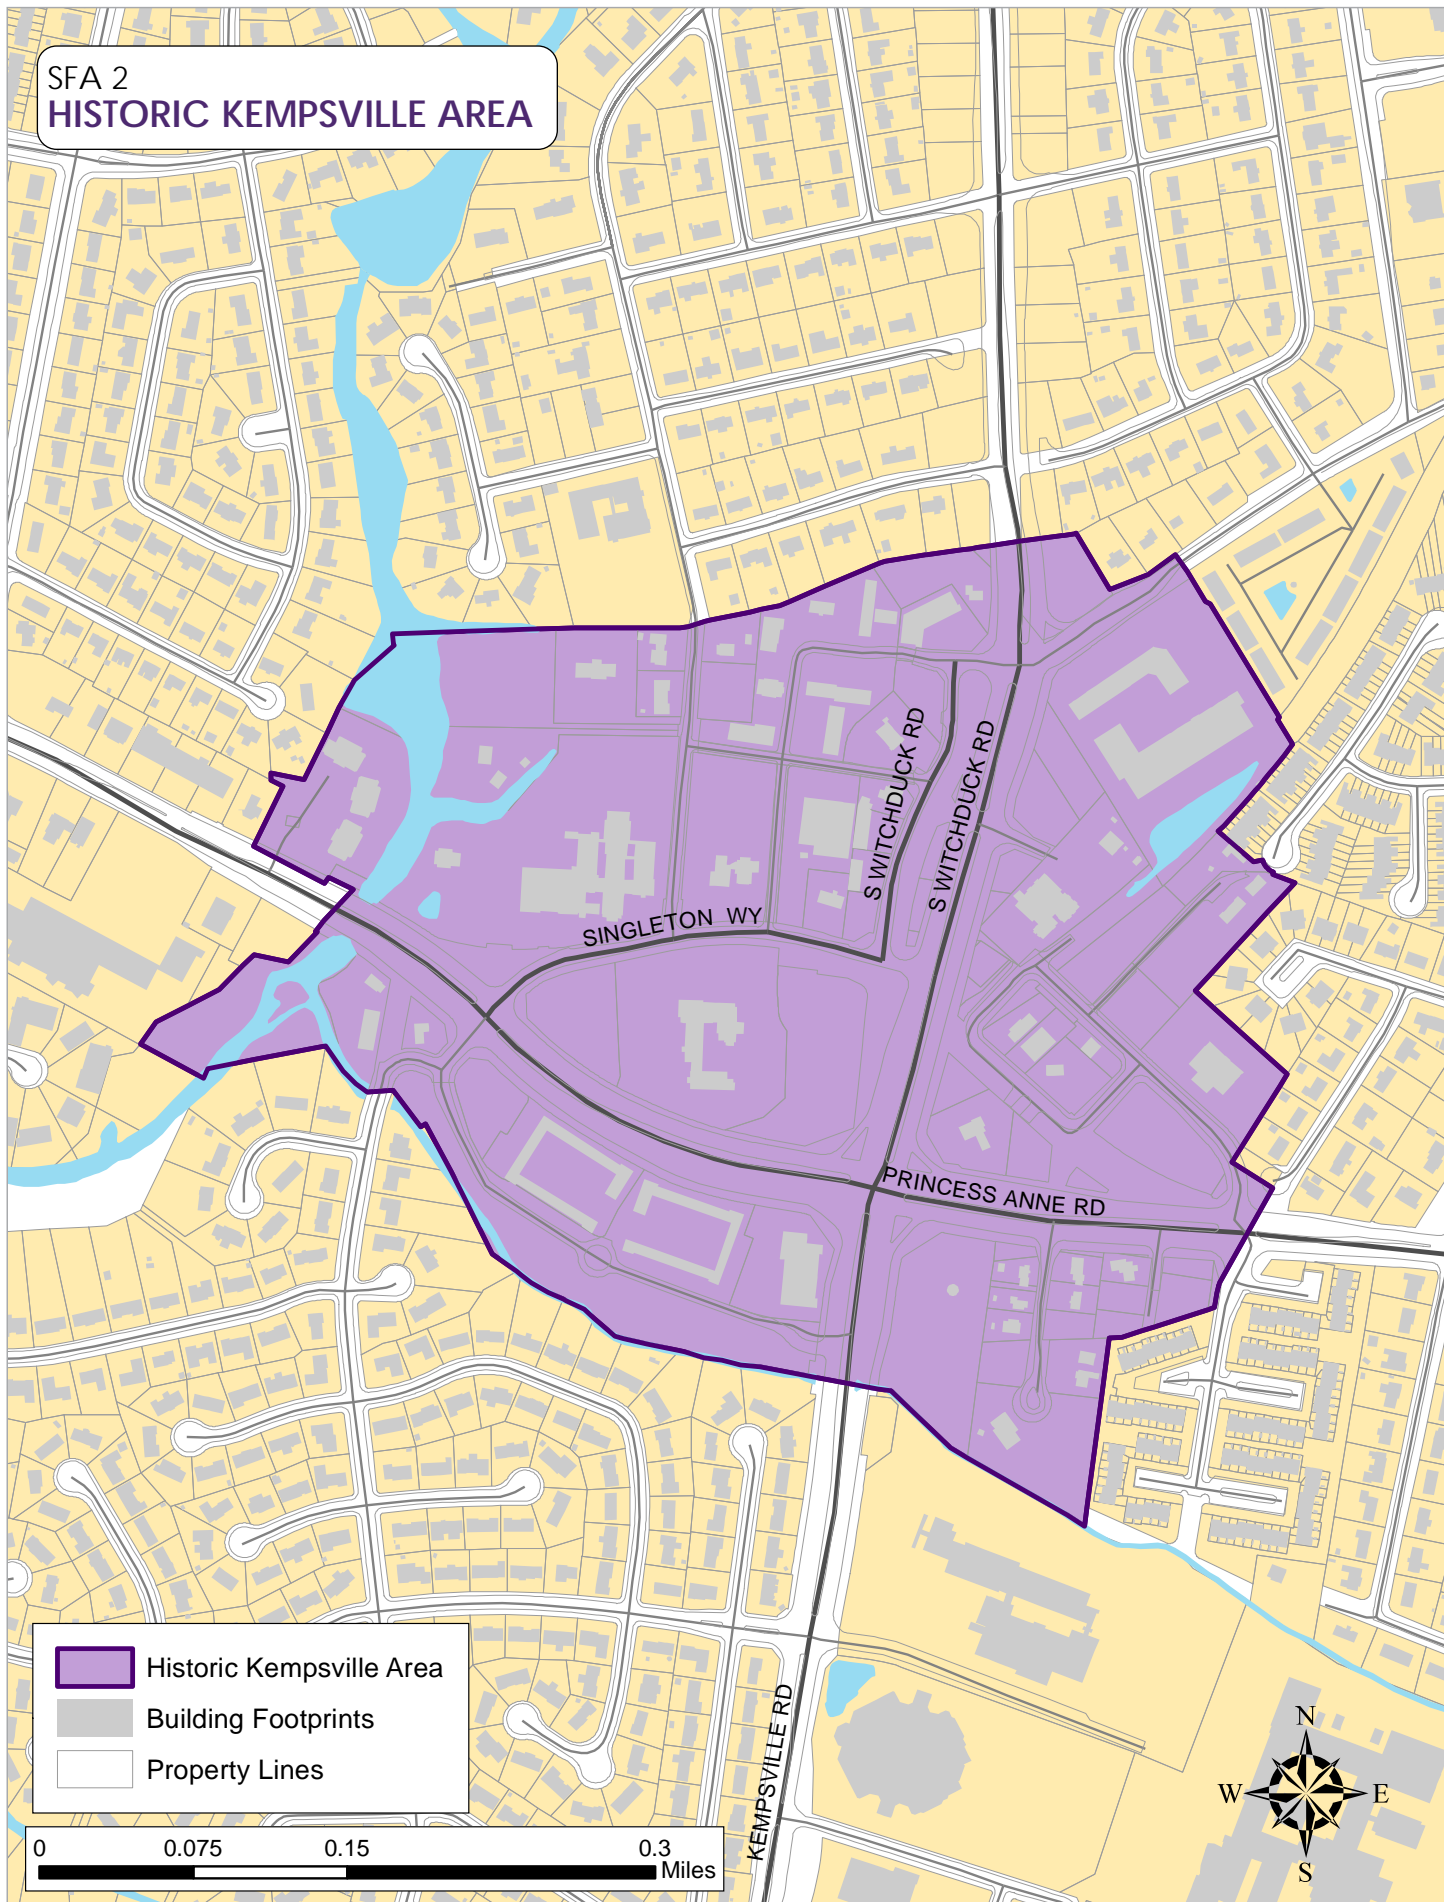 SFA 2
HISTORIC KEMPSVILLE AREA
S WITCHDUCK RD
S WITCHDUCK RD
SINGLETON WY
PRINCESS ANNE RD
KEMPSVILLE RD
Historic Kempsville Area
Building Footprints
Property Lines
N
W E
S
0 0.075 0.15 0.3
Miles